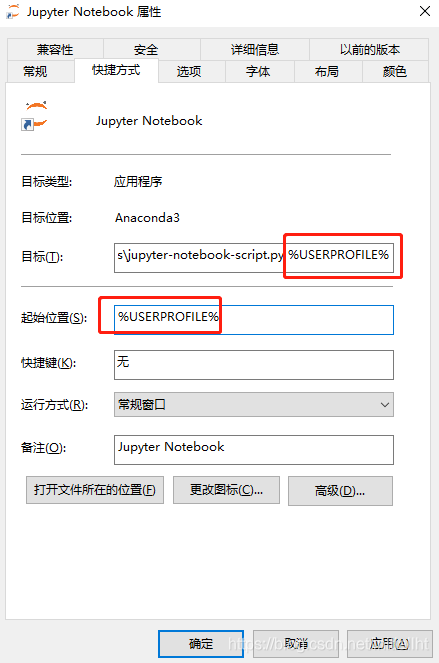 Jupyter Notebook 属性
兼容性 安全 详细信息 以前的版本
常规 快捷方式 选项 字体 布局 颜色
Jupyter Notebook
目标类型: 应用程序
目标位置: Anaconda3
目标(T): s\jupyter-notebook-script.py %USERPROFILE%
起始位置(S): %USERPROFILE%
快捷键(K): 无
运行方式(R): 常规窗口
备注(O): Jupyter Notebook
打开文件所在的位置(F) 更改图标(C)... 高级(D)...
确定 取消 应用(A)